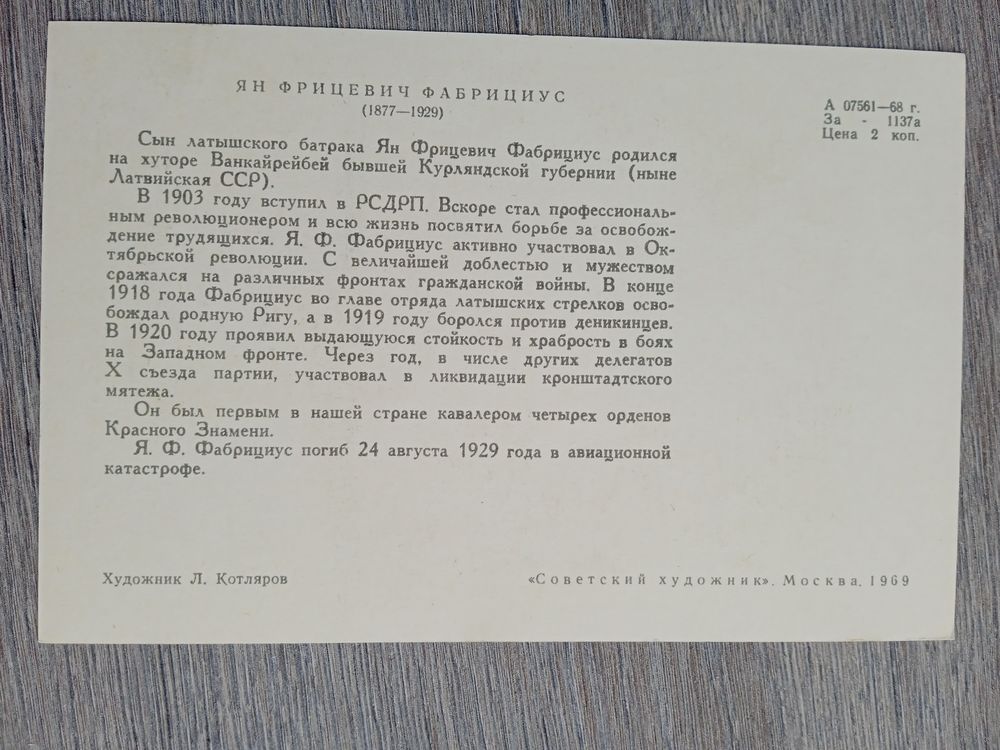 ЯН ФРИЦЕВИЧ ФАБРИЦИУС
(1877—1929)
А 07561—68 г.
За - 1137а
Цена 2 коп.
Сын латышского батрака Ян Фрицевич Фабрициус родился
на хуторе Ванкайрейбей бывшей Курляндской губернии (ныне
Латвийская ССР).
В 1903 году вступил в РСДРП. Вскоре стал профессиональ-
ным революционером и всю жизнь посвятил борьбе за освобож-
дение трудящихся. Я. Ф. Фабрициус активно участвовал в Ок-
тябрьской революции. С величайшей доблестью и мужеством
сражался на различных фронтах гражданской войны. В конце
1918 года Фабрициус во главе отряда латышских стрелков осво-
бождал родную Ригу, а в 1919 году боролся против деникинцев.
В 1920 году проявил выдающуюся стойкость и храбрость в боях
на Западном фронте. Через год, в числе других делегатов
X съезда партии, участвовал в ликвидации кронштадтского
мятежа.
Он был первым в нашей стране кавалером четырех орденов
Красного Знамени.
Я. Ф. Фабрициус погиб 24 августа 1929 года в авиационной
катастрофе.
Художник Л. Котляров
«Советский художник». Москва. 1969